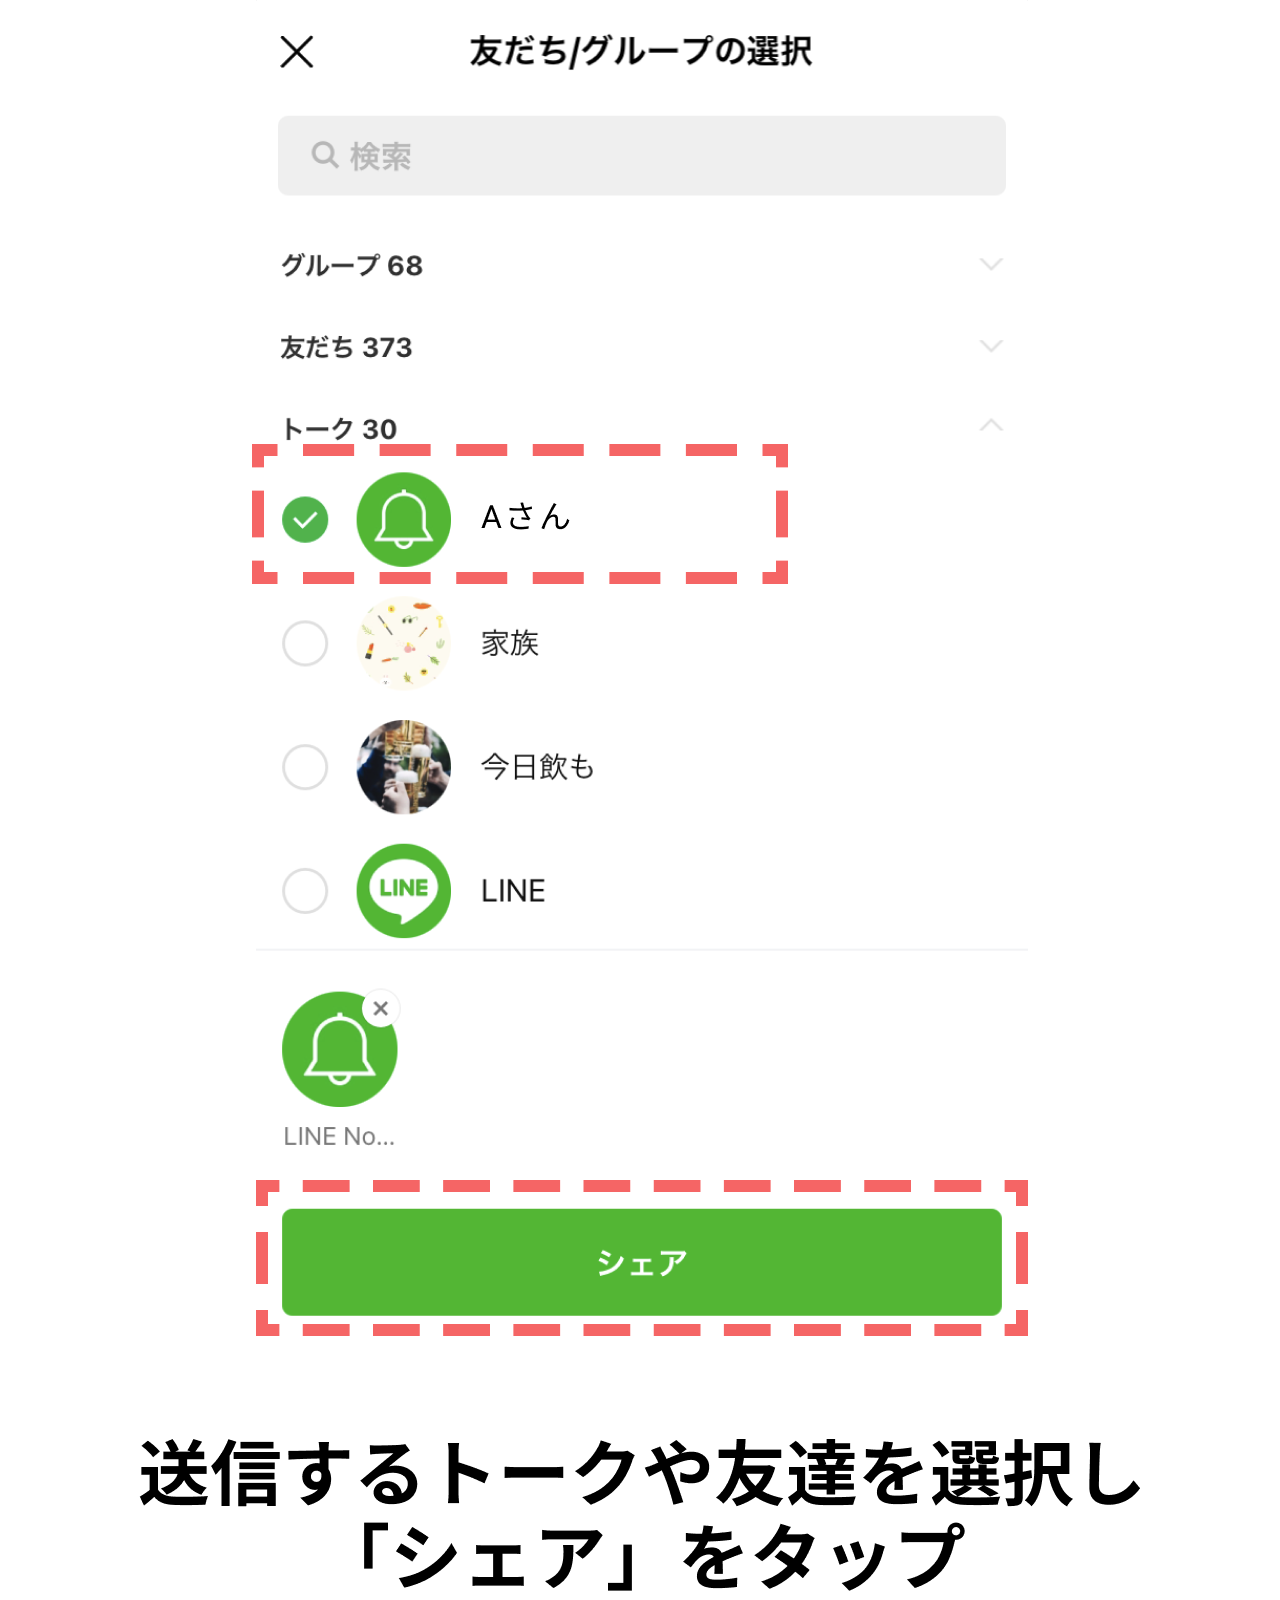 友だち/グループの選択
検索
グループ 68
友だち 373
トーク 30
Aさん
家族
今日飲も
LINE
LINE
LINE No...
シェア
送信するトークや友達を選択し
「シェア」をタップ